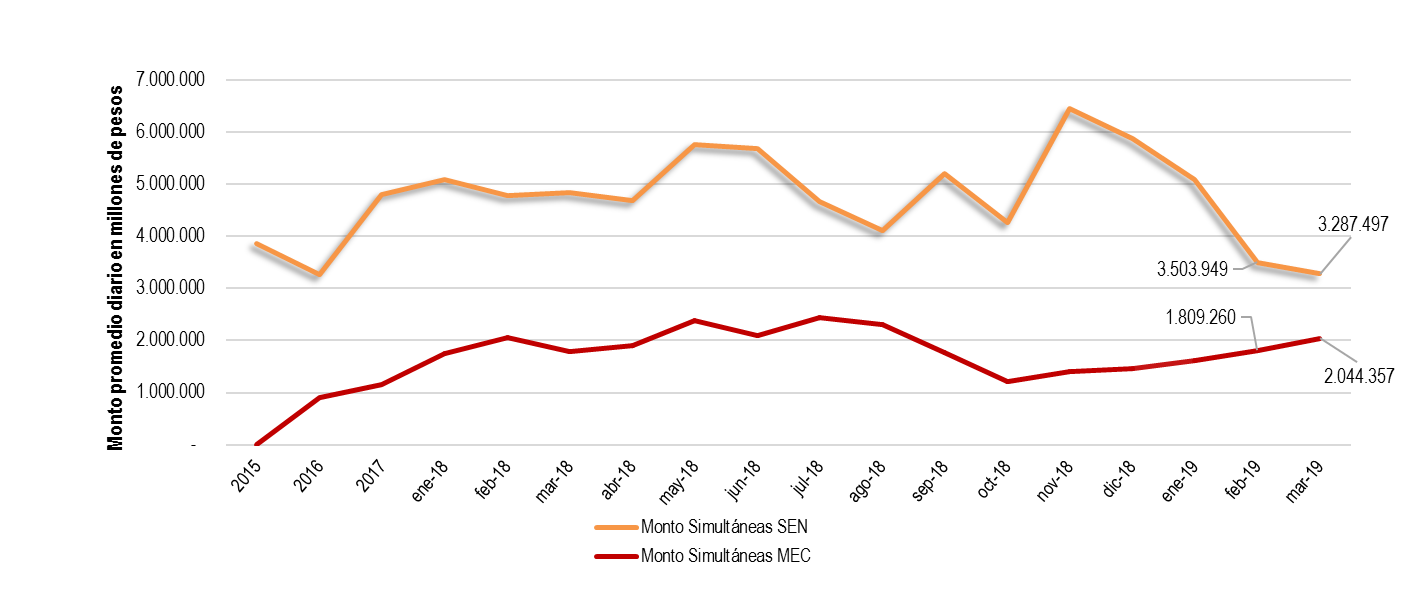 Monto promedio diario en millones de pesos
7.000.000
6.000.000
5.000.000
4.000.000
3.000.000
2.000.000
1.000.000
-
3.287.497
3.503.949
1.809.260
2.044.357
2015
2016
2017
ene-18
feb-18
mar-18
abr-18
may-18
jun-18
jul-18
ago-18
sep-18
oct-18
nov-18
dic-18
ene-19
feb-19
mar-19
Monto Simultáneas SEN
Monto Simultáneas MEC